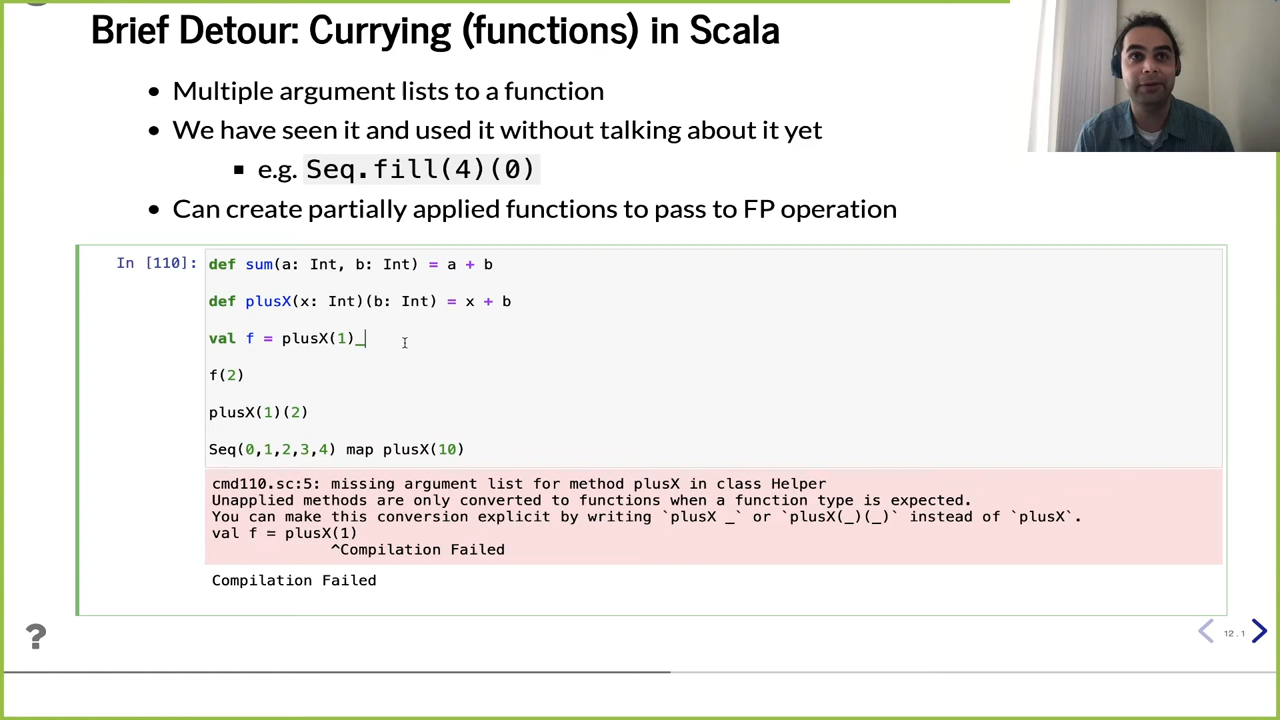 Brief Detour: Currying (functions) in Scala
Multiple argument lists to a function
We have seen it and used it without talking about it yet
e.g. Seq.fill(4)(0)
Can create partially applied functions to pass to FP operation
In [110]:
def sum(a: Int, b: Int) = a + b
def plusX(x: Int)(b: Int) = x + b
val f = plusX(1)_
f(2)
plusX(1)(2)
Seq(0,1,2,3,4) map plusX(10)
cmd110.sc:5: missing argument list for method plusX in class Helper
Unapplied methods are only converted to functions when a function type is expected.
You can make this conversion explicit by writing `plusX _` or `plusX(_)(_)` instead of `plusX`.
val f = plusX(1)
^Compilation Failed
Compilation Failed
?
12.1